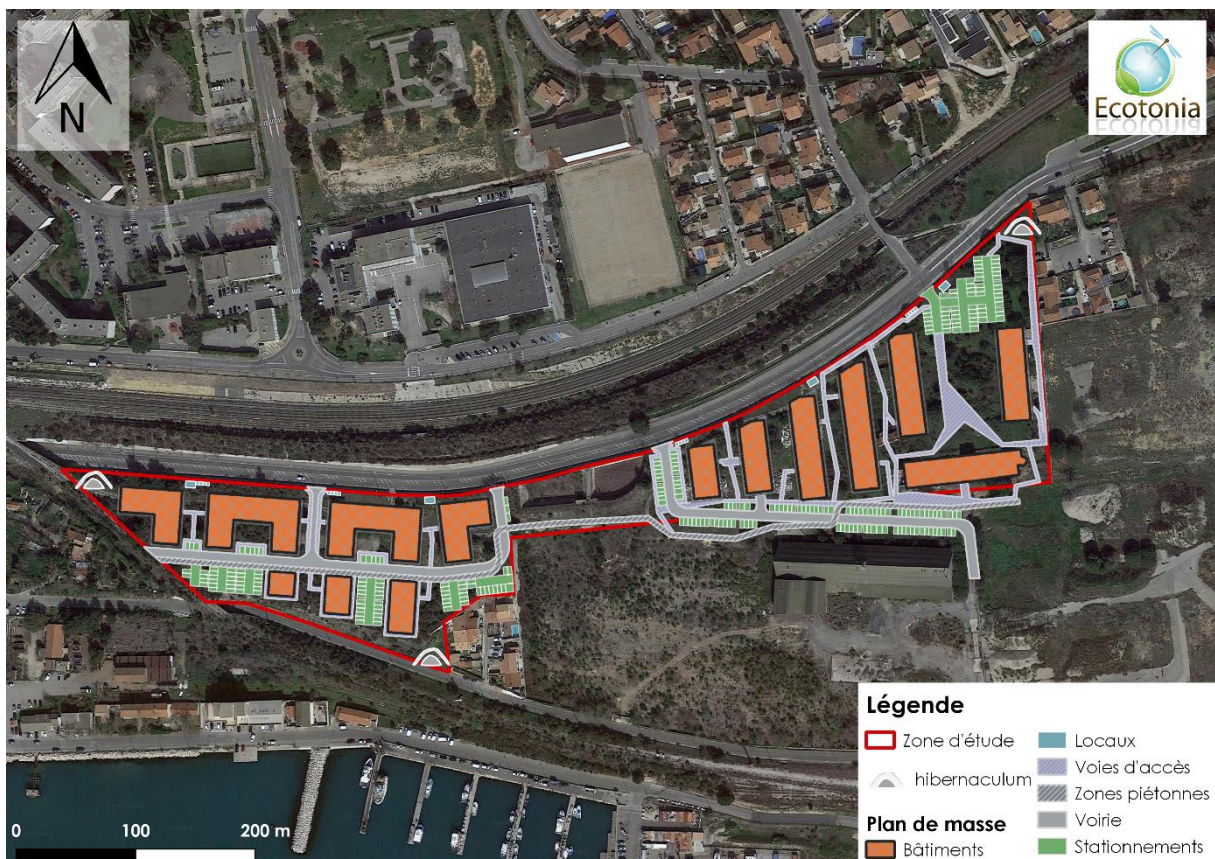 N
Ecotonia
Légende
Zone d'étude
hibernaculum
Plan de masse
Bâtiments
Locaux
Voies d'accès
Zones piétonnes
Voirie
Stationnements
0 100 200 m